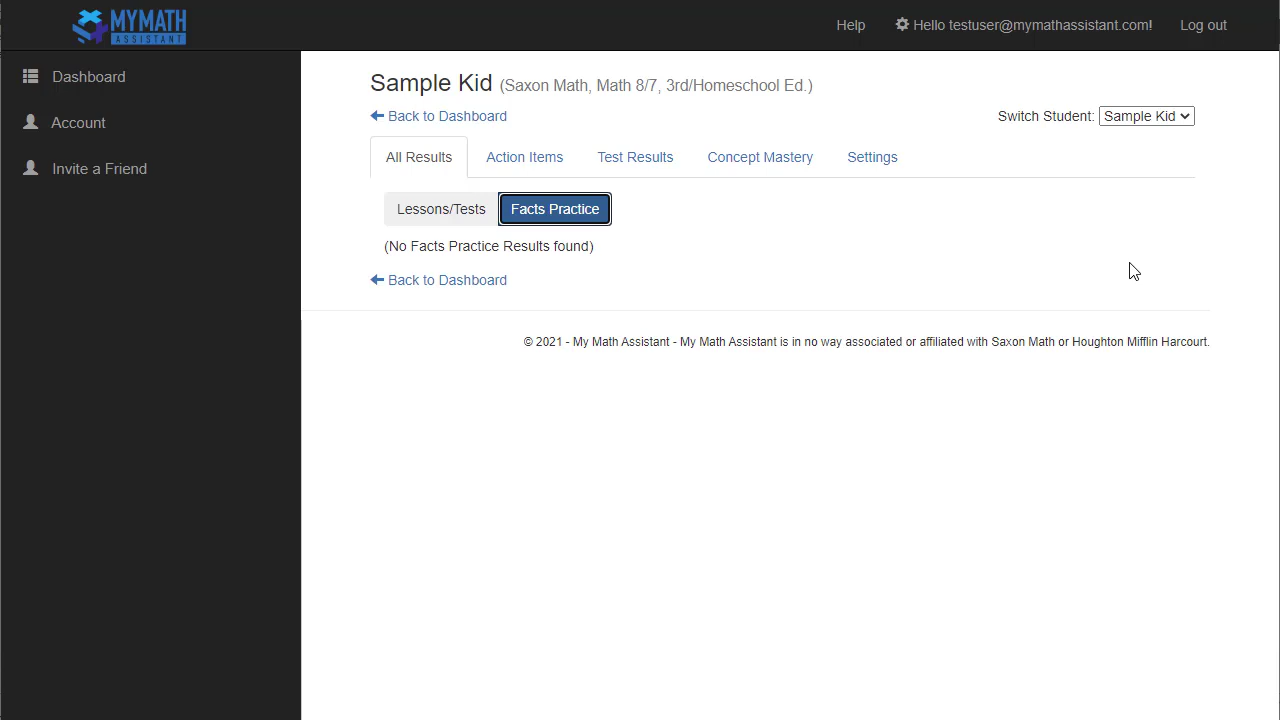 MYMATH
ASSISTANT
Help
Hello testuser@mymathassistant.com!
Log out
Dashboard
Account
Invite a Friend
Sample Kid (Saxon Math, Math 8/7, 3rd/Homeschool Ed.)
Back to Dashboard
Switch Student: Sample Kid
All Results
Action Items
Test Results
Concept Mastery
Settings
Lessons/Tests
Facts Practice
(No Facts Practice Results found)
Back to Dashboard
© 2021 - My Math Assistant - My Math Assistant is in no way associated or affiliated with Saxon Math or Houghton Mifflin Harcourt.